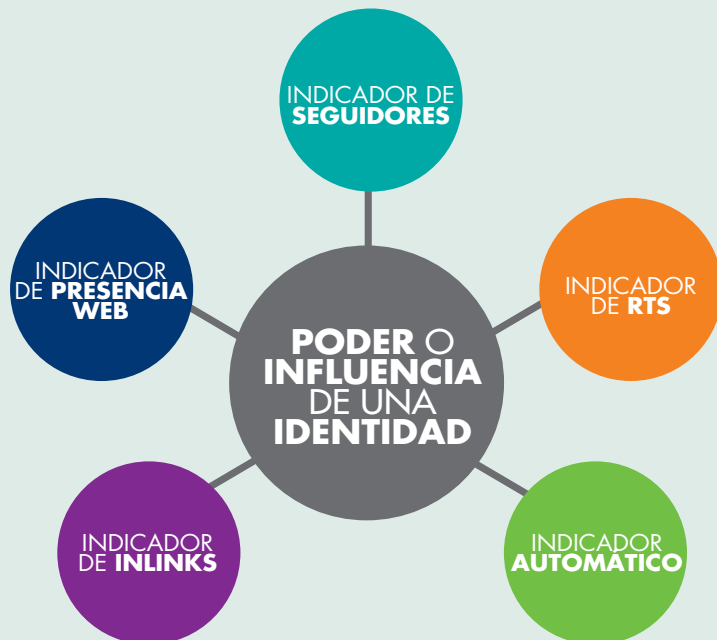 INDICADOR DE
SEGUIDORES
INDICADOR
DE PRESENCIA
WEB
INDICADOR
DE RTS
PODER O
INFLUENCIA
DE UNA
IDENTIDAD
INDICADOR
DE INLINKS
INDICADOR
AUTOMÁTICO